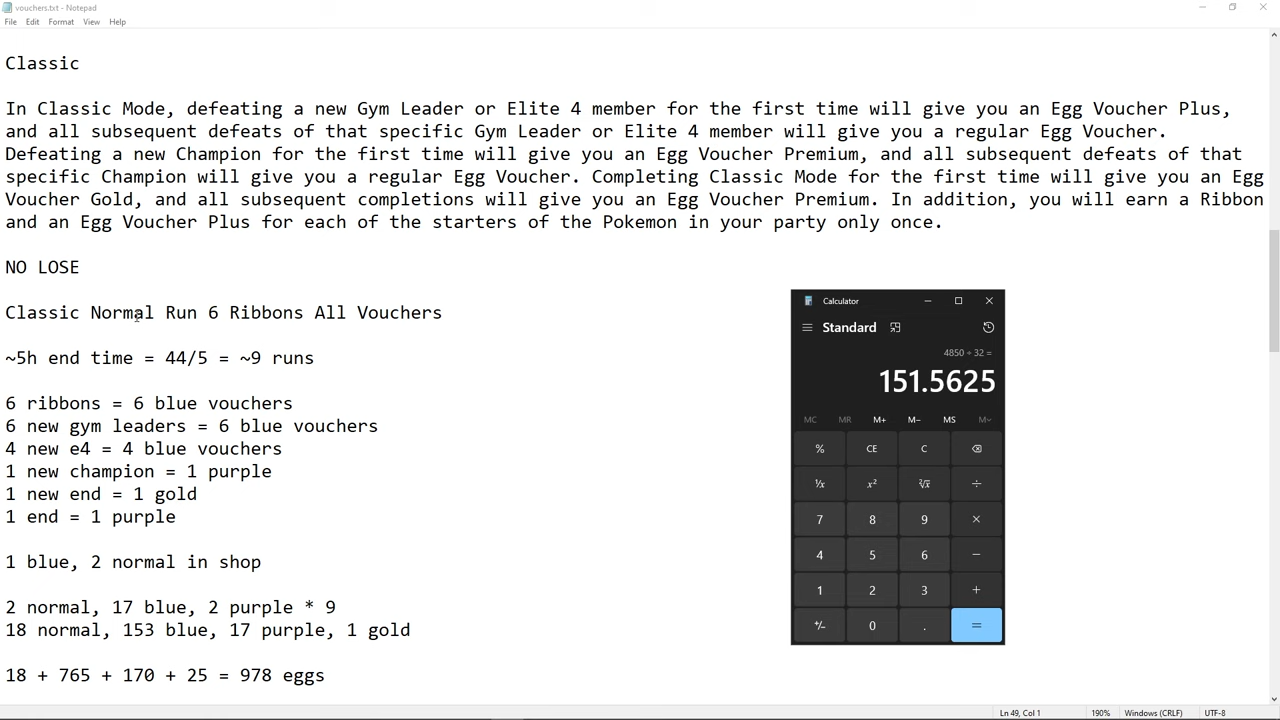 vouchers.txt - Notepad
File Edit Format View Help
Classic
In Classic Mode, defeating a new Gym Leader or Elite 4 member for the first time will give you an Egg Voucher Plus,
and all subsequent defeats of that specific Gym Leader or Elite 4 member will give you a regular Egg Voucher.
Defeating a new Champion for the first time will give you an Egg Voucher Premium, and all subsequent defeats of that
specific Champion will give you a regular Egg Voucher. Completing Classic Mode for the first time will give you an Egg
Voucher Gold, and all subsequent completions will give you an Egg Voucher Premium. In addition, you will earn a Ribbon
and an Egg Voucher Plus for each of the starters of the Pokemon in your party only once.
NO LOSE
Classic Normal Run 6 Ribbons All Vouchers
~5h end time = 44/5 = ~9 runs
6 ribbons = 6 blue vouchers
6 new gym leaders = 6 blue vouchers
4 new e4 = 4 blue vouchers
1 new champion = 1 purple
1 new end = 1 gold
1 end = 1 purple
1 blue, 2 normal in shop
2 normal, 17 blue, 2 purple * 9
18 normal, 153 blue, 17 purple, 1 gold
18 + 765 + 170 + 25 = 978 eggs
Calculator
Standard
4850 ÷ 32 =
151.5625
MC MR M+ M− MS M˅
% CE C ⌫
¹/x x² ²√x ÷
7 8 9 ×
4 5 6 −
1 2 3 +
+/− 0 . =
Ln 49, Col 1 190% Windows (CRLF) UTF-8